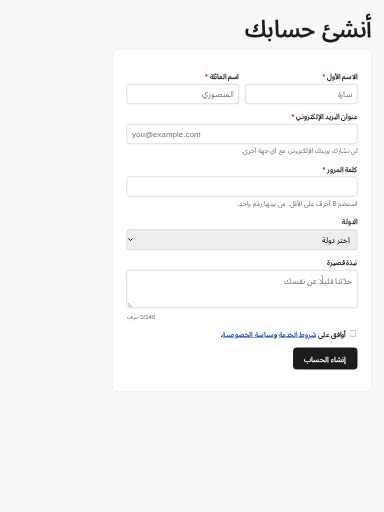 أنشئ حسابك
الاسم الأول *
اسم العائلة *
سارة
المنصوري
عنوان البريد الإلكتروني *
you@example.com
لن نشارك بريدك الإلكتروني مع أي جهة أخرى.
كلمة المرور *
استخدم 8 أحرف على الأقل، من بينها رقم واحد.
الدولة
اختر دولة
نبذة قصيرة
حدّثنا قليلًا عن نفسك
0/140 حرف
أوافق على شروط الخدمة وسياسة الخصوصية.
إنشاء الحساب